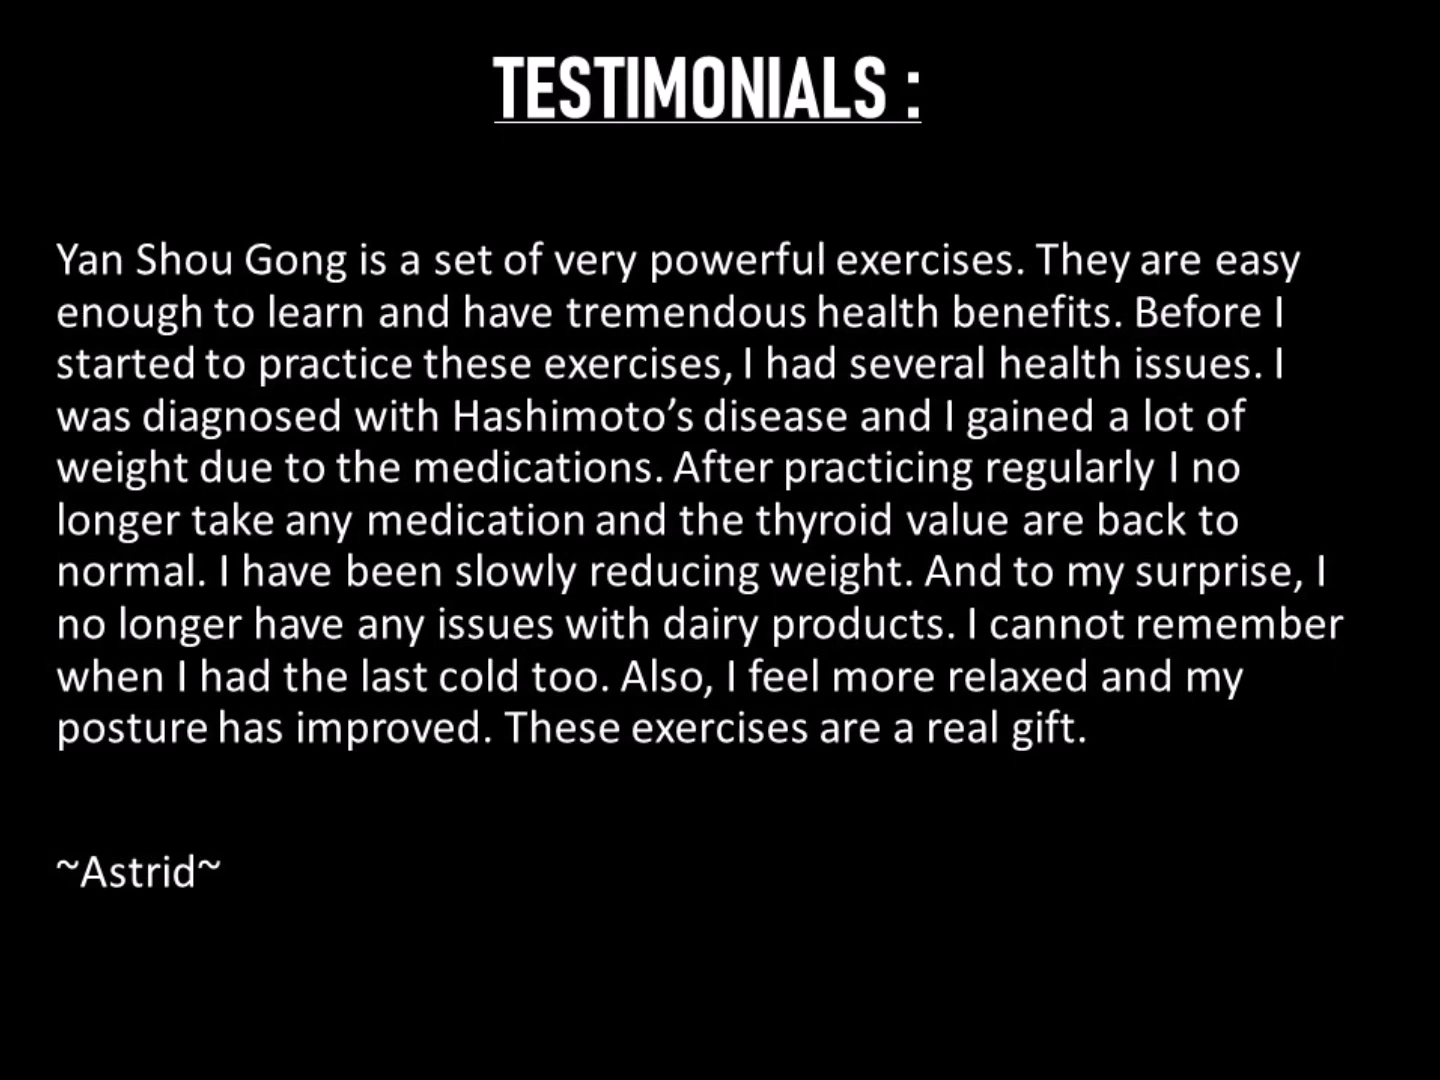 TESTIMONIALS :
Yan Shou Gong is a set of very powerful exercises. They are easy
enough to learn and have tremendous health benefits. Before I
started to practice these exercises, I had several health issues. I
was diagnosed with Hashimoto’s disease and I gained a lot of
weight due to the medications. After practicing regularly I no
longer take any medication and the thyroid value are back to
normal. I have been slowly reducing weight. And to my surprise, I
no longer have any issues with dairy products. I cannot remember
when I had the last cold too. Also, I feel more relaxed and my
posture has improved. These exercises are a real gift.
~Astrid~